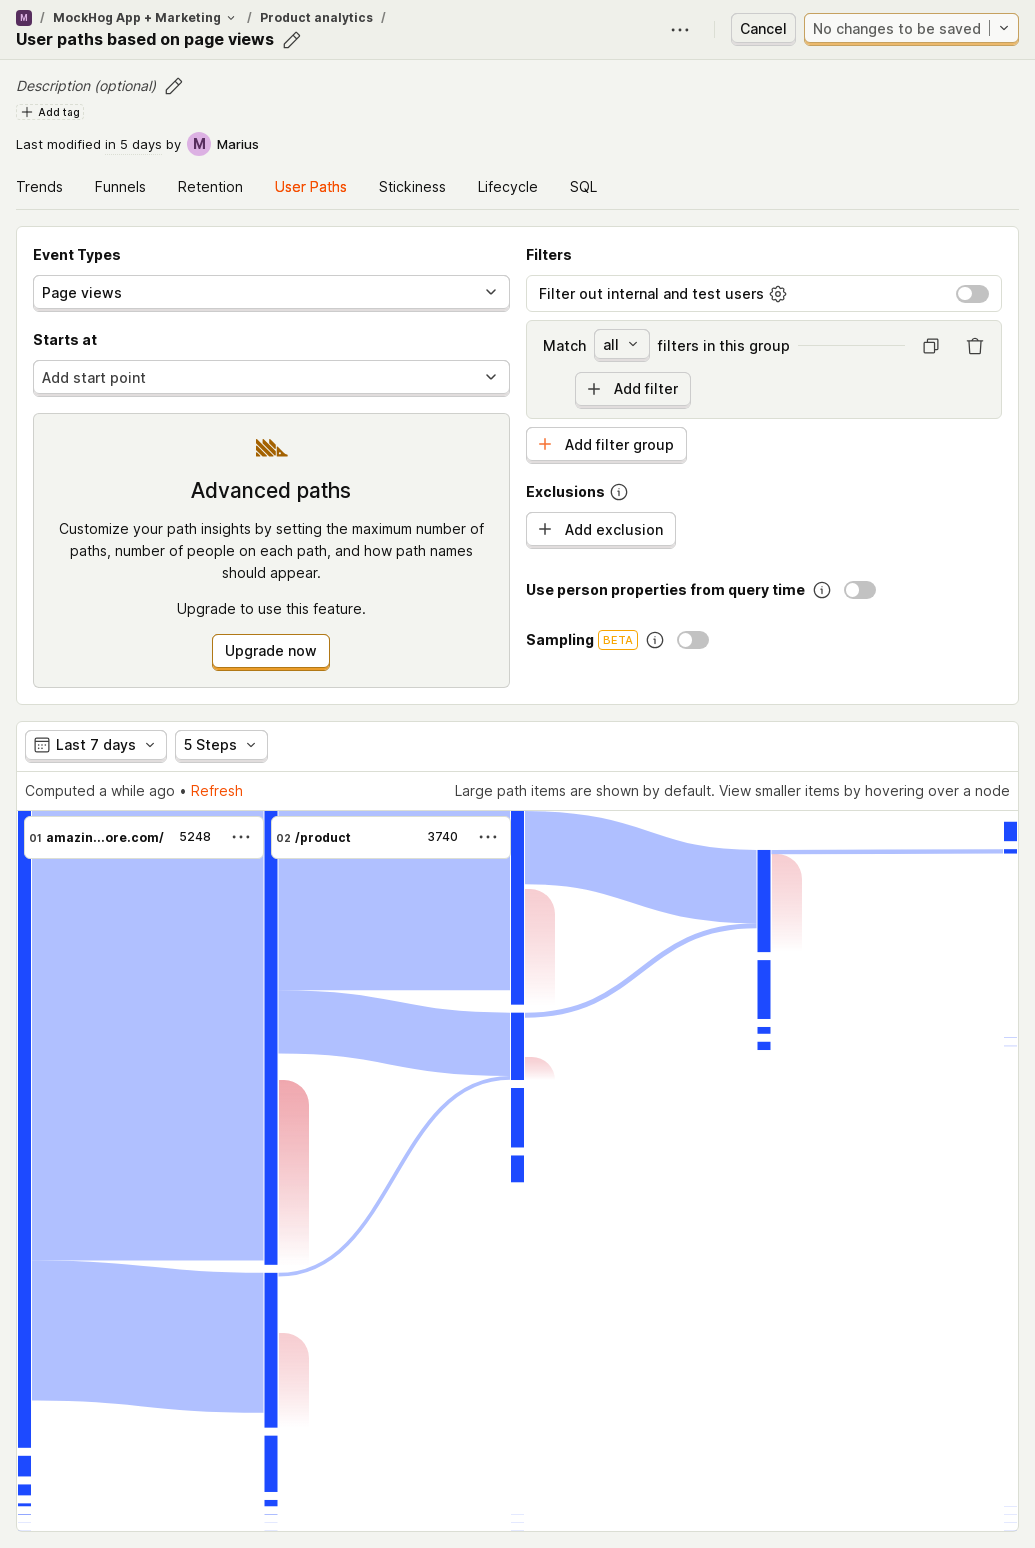 M / MockHog App + Marketing / Product analytics /
User paths based on page views
Cancel
No changes to be saved
Description (optional)
Add tag
Last modified in 5 days by M Marius
Trends Funnels Retention User Paths Stickiness Lifecycle SQL
Event Types
Page views
Starts at
Add start point
Advanced paths
Customize your path insights by setting the maximum number of
paths, number of people on each path, and how path names
should appear.
Upgrade to use this feature.
Upgrade now
Filters
Filter out internal and test users
Match all filters in this group
Add filter
Add filter group
Exclusions
Add exclusion
Use person properties from query time
Sampling BETA
Last 7 days 5 Steps
Computed a while ago • Refresh
Large path items are shown by default. View smaller items by hovering over a node
01 amazin...ore.com/ 5248
02 /product 3740